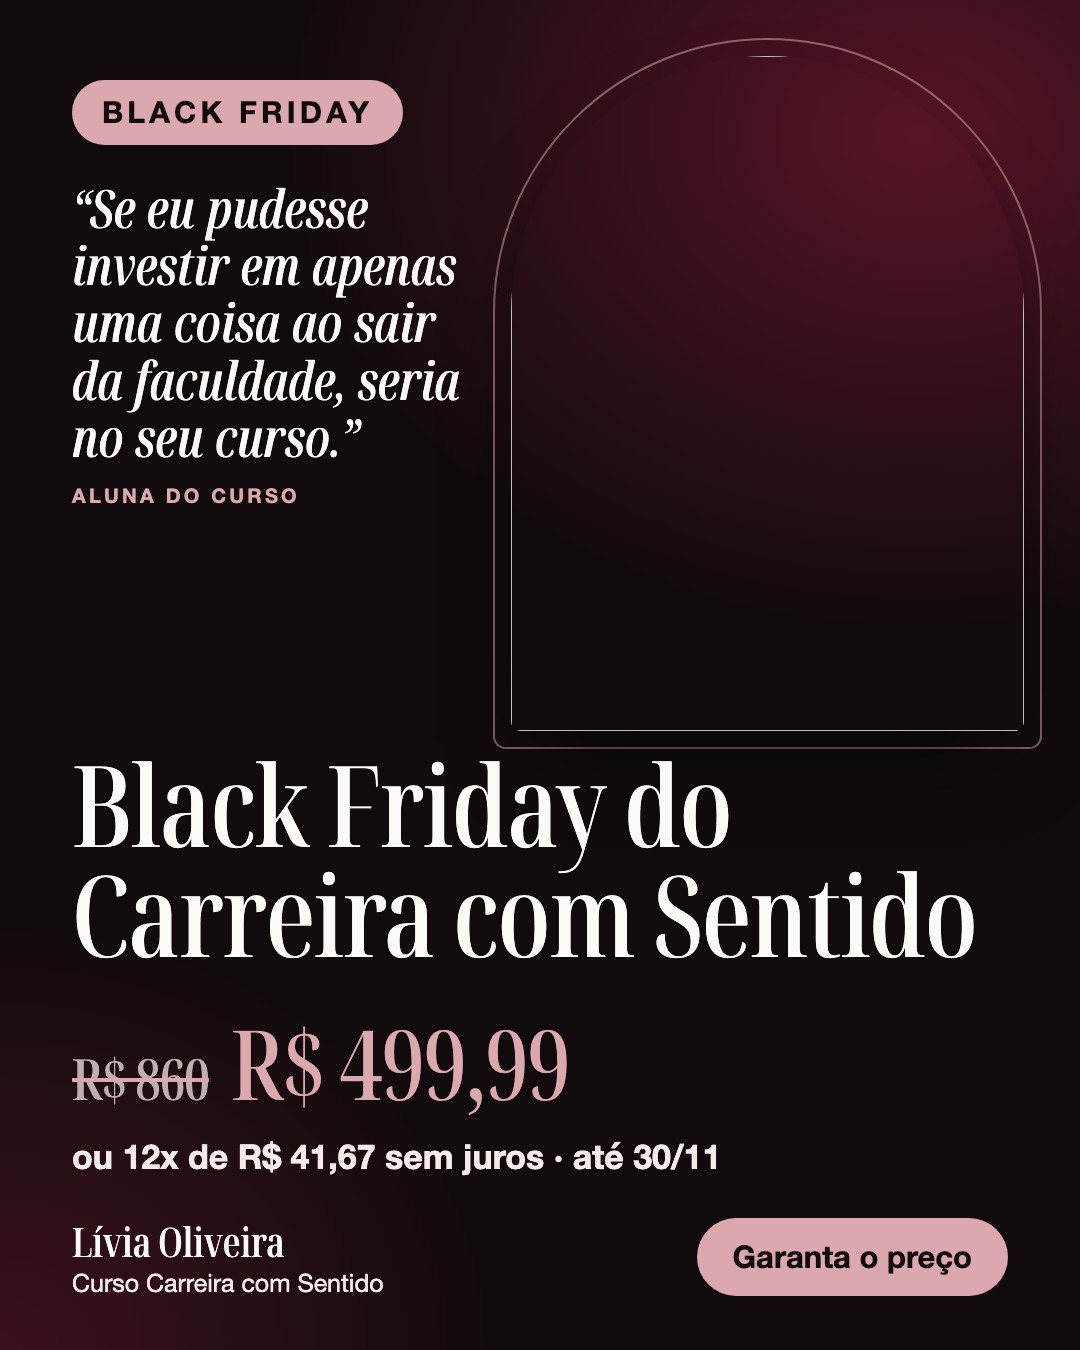 BLACK FRIDAY
“Se eu pudesse
investir em apenas
uma coisa ao sair
da faculdade, seria
no seu curso.”
ALUNA DO CURSO
Black Friday do
Carreira com Sentido
R$ 860 R$ 499,99
ou 12x de R$ 41,67 sem juros · até 30/11
Lívia Oliveira
Curso Carreira com Sentido
Garanta o preço